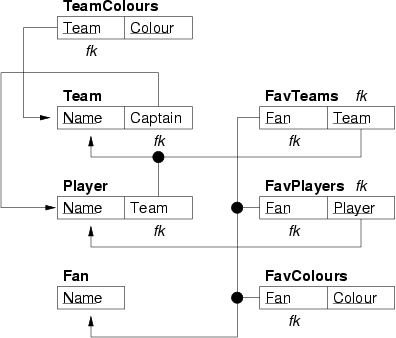 TeamColours
Team Colour
fk
Team
Name Captain
fk
FavTeams fk
Fan Team
fk
Player
Name Team
fk
FavPlayers fk
Fan Player
fk
Fan
Name
FavColours
Fan Colour
fk